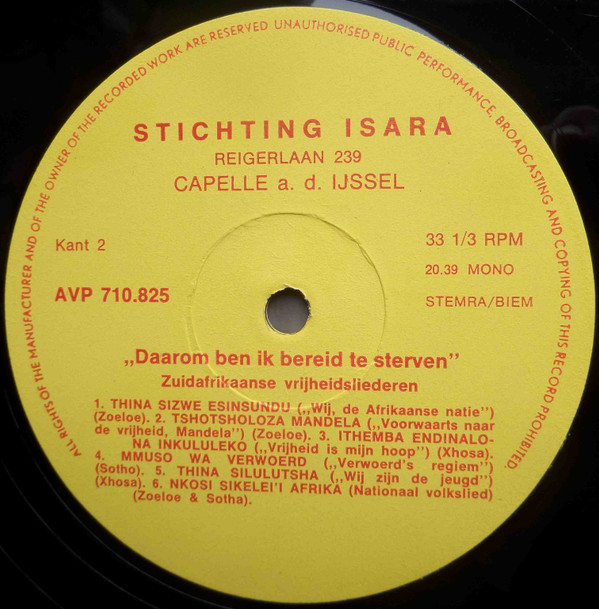 ALL RIGHTS OF THE MANUFACTURER AND OF THE OWNER OF THE RECORDED WORK ARE RESERVED UNAUTHORISED PUBLIC PERFORMANCE, BROADCASTING AND COPYING OF THIS RECORD PROHIBITED
STICHTING ISARA
REIGERLAAN 239
CAPELLE a. d. IJSSEL
Kant 2
33 1/3 RPM
20.39 MONO
AVP 710.825
STEMRA/BIEM
„Daarom ben ik bereid te sterven"
Zuidafrikaanse vrijheidsliederen
1. THINA SIZWE ESINSUNDU („Wij, de Afrikaanse natie")
(Zoeloe). 2. TSHOTSHOLOZA MANDELA („Voorwaarts naar
de vrijheid, Mandela") (Zoeloe). 3. ITHEMBA ENDINALO-
NA INKULULEKO („Vrijheid is mijn hoop") (Xhosa).
4. MMUSO WA VERWOERD („Verwoerd's regiem")
(Sotho). 5. THINA SILULUTSHA („Wij zijn de jeugd")
(Xhosa). 6. NKOSI SIKELEI'I AFRIKA (Nationaal volkslied)
(Zoeloe & Sotha).